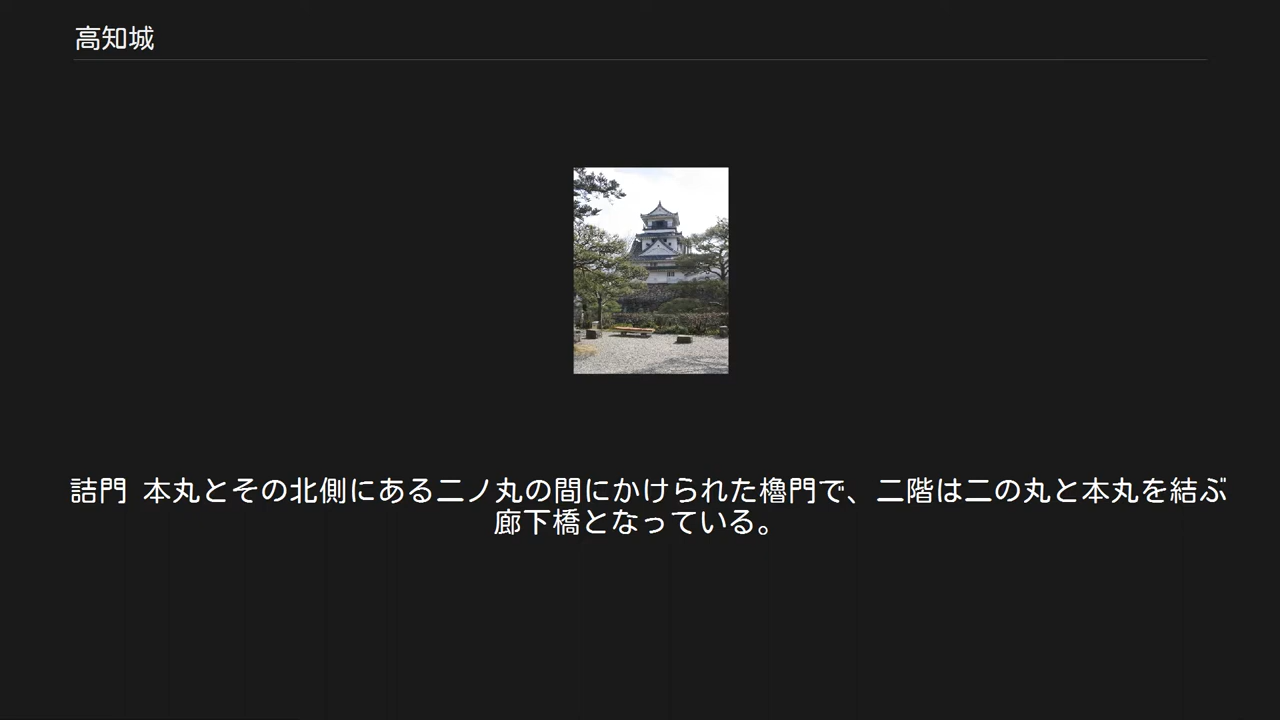 高知城
詰門 本丸とその北側にある二ノ丸の間にかけられた櫓門で、二階は二の丸と本丸を結ぶ
廊下橋となっている。